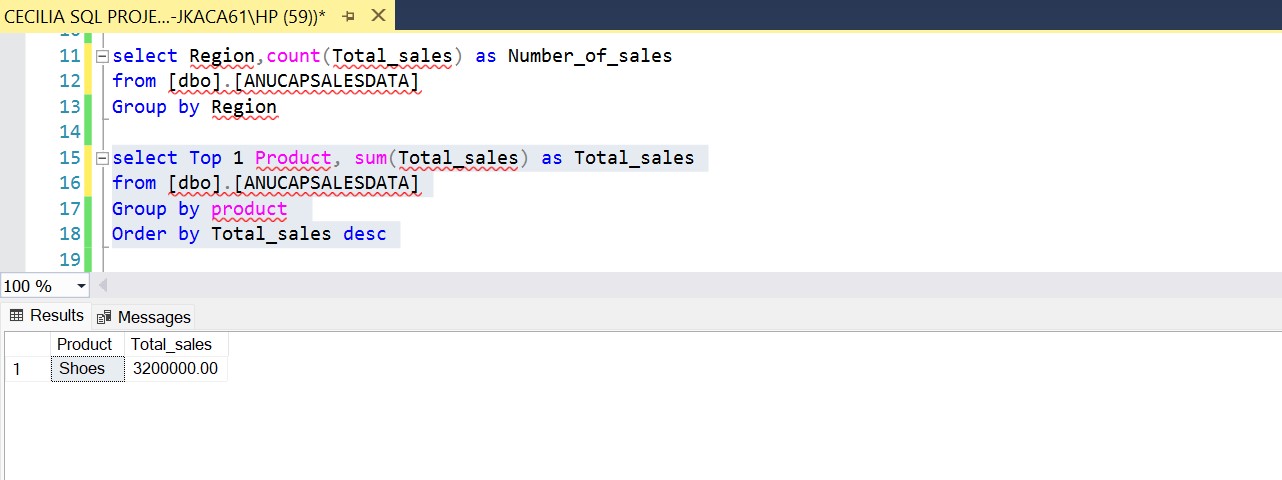 CECILIA SQL PROJE...-JKACA61\HP (59))*
11 select Region,count(Total_sales) as Number_of_sales
12 from [dbo].[ANUCAPSALESDATA]
13 Group by Region
14
15 select Top 1 Product, sum(Total_sales) as Total_sales
16 from [dbo].[ANUCAPSALESDATA]
17 Group by product
18 Order by Total_sales desc
19
100 %
Results Messages
Product Total_sales
1 Shoes 3200000.00